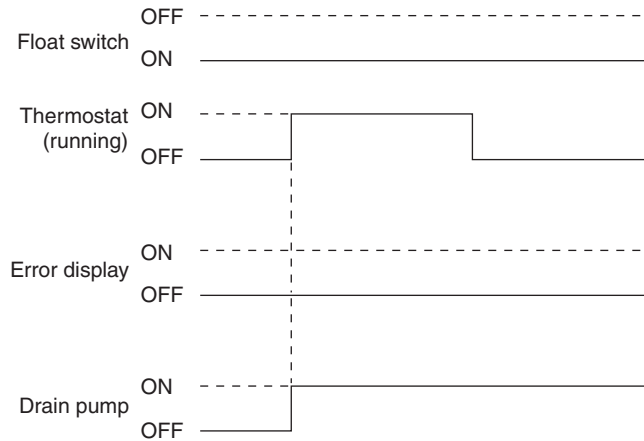 OFF
Float switch
ON
Thermostat ON
(running)
OFF
ON
Error display
OFF
ON
Drain pump
OFF